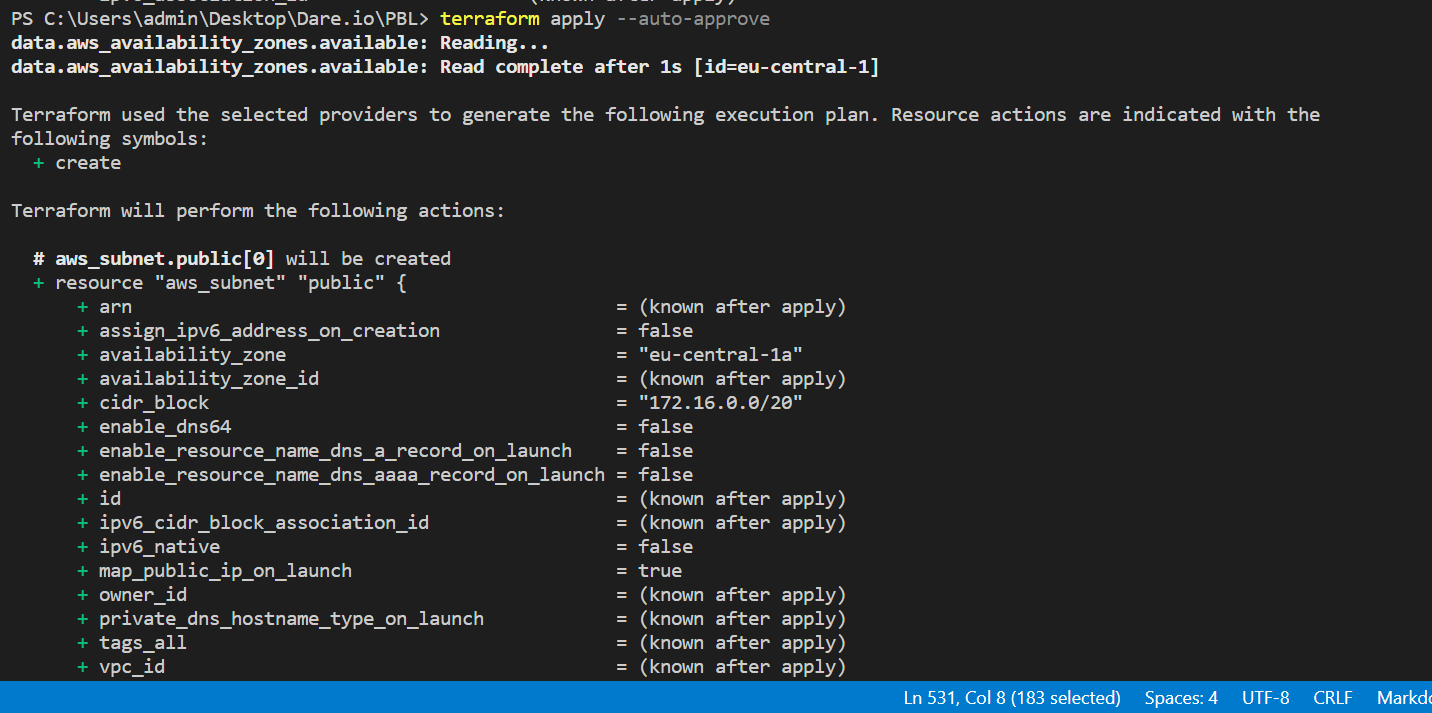 PS C:\Users\admin\Desktop\Dare.io\PBL> terraform apply --auto-approve
data.aws_availability_zones.available: Reading...
data.aws_availability_zones.available: Read complete after 1s [id=eu-central-1]
Terraform used the selected providers to generate the following execution plan. Resource actions are indicated with the
following symbols:
  + create
Terraform will perform the following actions:
  # aws_subnet.public[0] will be created
  + resource "aws_subnet" "public" {
      + arn                                            = (known after apply)
      + assign_ipv6_address_on_creation                = false
      + availability_zone                              = "eu-central-1a"
      + availability_zone_id                           = (known after apply)
      + cidr_block                                     = "172.16.0.0/20"
      + enable_dns64                                   = false
      + enable_resource_name_dns_a_record_on_launch    = false
      + enable_resource_name_dns_aaaa_record_on_launch = false
      + id                                             = (known after apply)
      + ipv6_cidr_block_association_id                 = (known after apply)
      + ipv6_native                                    = false
      + map_public_ip_on_launch                        = true
      + owner_id                                       = (known after apply)
      + private_dns_hostname_type_on_launch            = (known after apply)
      + tags_all                                       = (known after apply)
      + vpc_id                                         = (known after apply)
Ln 531, Col 8 (183 selected) Spaces: 4 UTF-8 CRLF Markdo